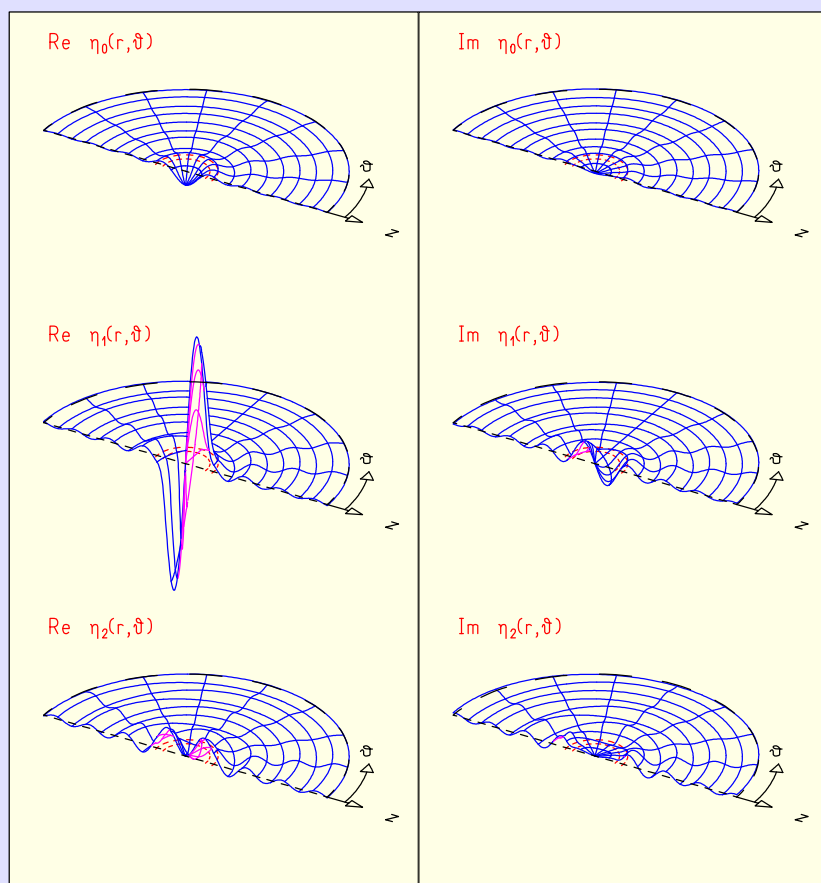 Re η₀(r,ϑ)
Im η₀(r,ϑ)
ϑ
z
ϑ
z
Re η₁(r,ϑ)
Im η₁(r,ϑ)
ϑ
z
ϑ
z
Re η₂(r,ϑ)
Im η₂(r,ϑ)
ϑ
z
ϑ
z